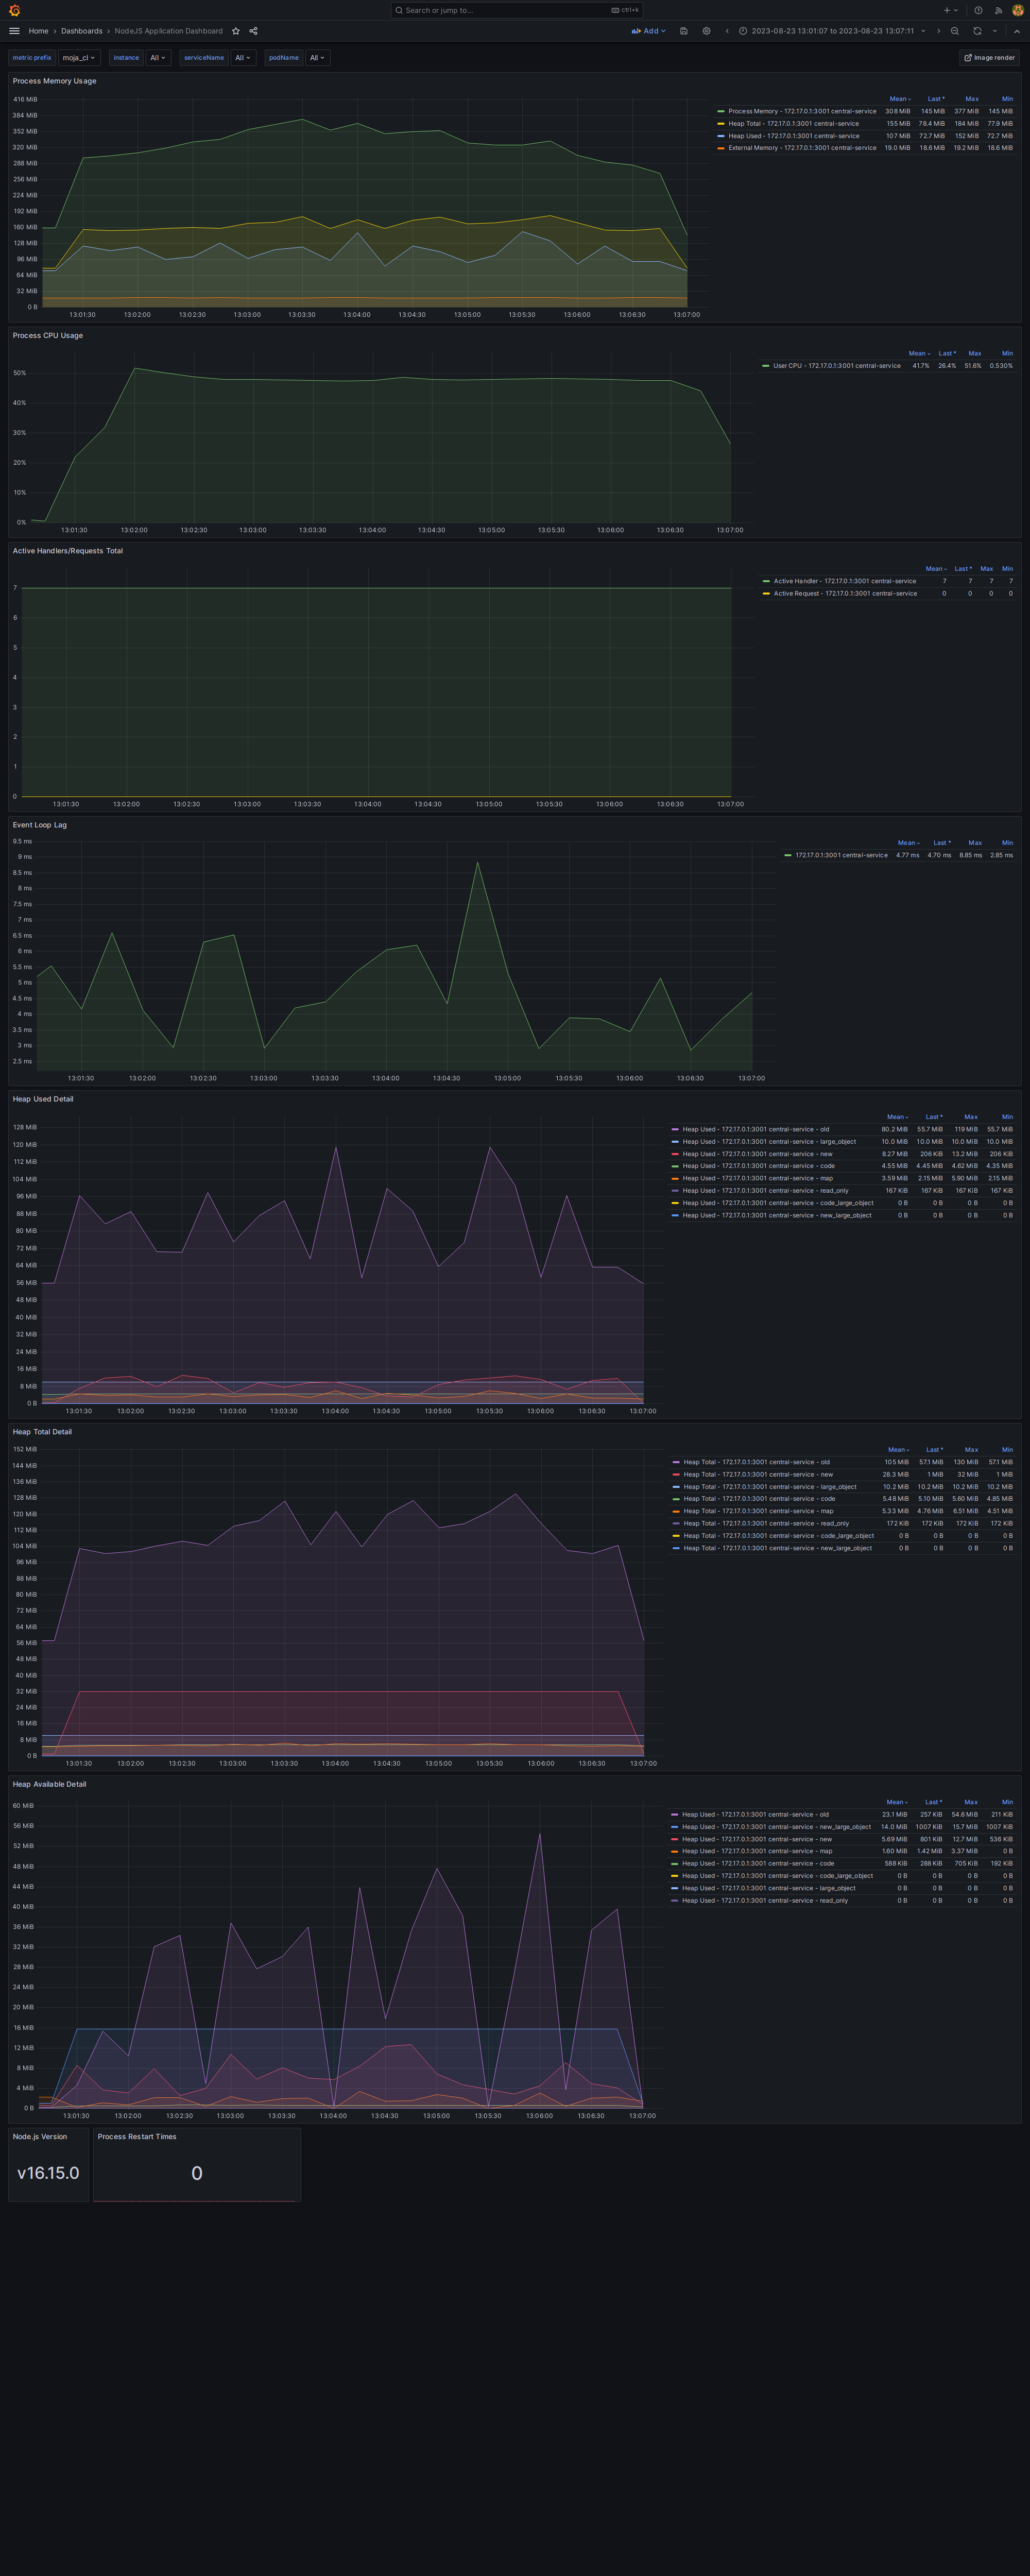 Search or jump to... ctrl+k
Home › Dashboards › NodeJS Application Dashboard Add 2023-08-23 13:01:07 to 2023-08-23 13:07:11
metric prefix moja_cl instance All serviceName All podName All Image render
Process Memory Usage
416 MiB
384 MiB
352 MiB
320 MiB
288 MiB
256 MiB
224 MiB
192 MiB
160 MiB
128 MiB
96 MiB
64 MiB
32 MiB
0 B
13:01:30 13:02:00 13:02:30 13:03:00 13:03:30 13:04:00 13:04:30 13:05:00 13:05:30 13:06:00 13:06:30 13:07:00
Mean Last * Max Min
Process Memory - 172.17.0.1:3001 central-service 308 MiB 145 MiB 377 MiB 145 MiB
Heap Total - 172.17.0.1:3001 central-service 155 MiB 78.4 MiB 184 MiB 77.9 MiB
Heap Used - 172.17.0.1:3001 central-service 107 MiB 72.7 MiB 152 MiB 72.7 MiB
External Memory - 172.17.0.1:3001 central-service 19.0 MiB 18.6 MiB 19.2 MiB 18.6 MiB
Process CPU Usage
50%
40%
30%
20%
10%
0%
13:01:30 13:02:00 13:02:30 13:03:00 13:03:30 13:04:00 13:04:30 13:05:00 13:05:30 13:06:00 13:06:30 13:07:00
Mean Last * Max Min
User CPU - 172.17.0.1:3001 central-service 41.7% 26.4% 51.6% 0.530%
Active Handlers/Requests Total
7
6
5
4
3
2
1
0
13:01:30 13:02:00 13:02:30 13:03:00 13:03:30 13:04:00 13:04:30 13:05:00 13:05:30 13:06:00 13:06:30 13:07:00
Mean Last * Max Min
Active Handler - 172.17.0.1:3001 central-service 7 7 7 7
Active Request - 172.17.0.1:3001 central-service 0 0 0 0
Event Loop Lag
9.5 ms
9 ms
8.5 ms
8 ms
7.5 ms
7 ms
6.5 ms
6 ms
5.5 ms
5 ms
4.5 ms
4 ms
3.5 ms
3 ms
2.5 ms
13:01:30 13:02:00 13:02:30 13:03:00 13:03:30 13:04:00 13:04:30 13:05:00 13:05:30 13:06:00 13:06:30 13:07:00
Mean Last * Max Min
172.17.0.1:3001 central-service 4.77 ms 4.70 ms 8.85 ms 2.85 ms
Heap Used Detail
128 MiB
120 MiB
112 MiB
104 MiB
96 MiB
88 MiB
80 MiB
72 MiB
64 MiB
56 MiB
48 MiB
40 MiB
32 MiB
24 MiB
16 MiB
8 MiB
0 B
13:01:30 13:02:00 13:02:30 13:03:00 13:03:30 13:04:00 13:04:30 13:05:00 13:05:30 13:06:00 13:06:30 13:07:00
Mean Last * Max Min
Heap Used - 172.17.0.1:3001 central-service - old 80.2 MiB 55.7 MiB 119 MiB 55.7 MiB
Heap Used - 172.17.0.1:3001 central-service - large_object 10.0 MiB 10.0 MiB 10.0 MiB 10.0 MiB
Heap Used - 172.17.0.1:3001 central-service - new 8.27 MiB 206 KiB 13.2 MiB 206 KiB
Heap Used - 172.17.0.1:3001 central-service - code 4.55 MiB 4.45 MiB 4.62 MiB 4.35 MiB
Heap Used - 172.17.0.1:3001 central-service - map 3.59 MiB 2.15 MiB 5.90 MiB 2.15 MiB
Heap Used - 172.17.0.1:3001 central-service - read_only 167 KiB 167 KiB 167 KiB 167 KiB
Heap Used - 172.17.0.1:3001 central-service - code_large_object 0 B 0 B 0 B 0 B
Heap Used - 172.17.0.1:3001 central-service - new_large_object 0 B 0 B 0 B 0 B
Heap Total Detail
152 MiB
144 MiB
136 MiB
128 MiB
120 MiB
112 MiB
104 MiB
96 MiB
88 MiB
80 MiB
72 MiB
64 MiB
56 MiB
48 MiB
40 MiB
32 MiB
24 MiB
16 MiB
8 MiB
0 B
13:01:30 13:02:00 13:02:30 13:03:00 13:03:30 13:04:00 13:04:30 13:05:00 13:05:30 13:06:00 13:06:30 13:07:00
Mean Last * Max Min
Heap Total - 172.17.0.1:3001 central-service - old 105 MiB 57.1 MiB 130 MiB 57.1 MiB
Heap Total - 172.17.0.1:3001 central-service - new 28.3 MiB 1 MiB 32 MiB 1 MiB
Heap Total - 172.17.0.1:3001 central-service - large_object 10.2 MiB 10.2 MiB 10.2 MiB 10.2 MiB
Heap Total - 172.17.0.1:3001 central-service - code 5.48 MiB 5.10 MiB 5.60 MiB 4.85 MiB
Heap Total - 172.17.0.1:3001 central-service - map 5.33 MiB 4.76 MiB 6.51 MiB 4.51 MiB
Heap Total - 172.17.0.1:3001 central-service - read_only 172 KiB 172 KiB 172 KiB 172 KiB
Heap Total - 172.17.0.1:3001 central-service - code_large_object 0 B 0 B 0 B 0 B
Heap Total - 172.17.0.1:3001 central-service - new_large_object 0 B 0 B 0 B 0 B
Heap Available Detail
60 MiB
56 MiB
52 MiB
48 MiB
44 MiB
40 MiB
36 MiB
32 MiB
28 MiB
24 MiB
20 MiB
16 MiB
12 MiB
8 MiB
4 MiB
0 B
13:01:30 13:02:00 13:02:30 13:03:00 13:03:30 13:04:00 13:04:30 13:05:00 13:05:30 13:06:00 13:06:30 13:07:00
Mean Last * Max Min
Heap Used - 172.17.0.1:3001 central-service - old 23.1 MiB 257 KiB 54.6 MiB 211 KiB
Heap Used - 172.17.0.1:3001 central-service - new_large_object 14.0 MiB 1007 KiB 15.7 MiB 1007 KiB
Heap Used - 172.17.0.1:3001 central-service - new 5.69 MiB 801 KiB 12.7 MiB 536 KiB
Heap Used - 172.17.0.1:3001 central-service - map 1.60 MiB 1.42 MiB 3.37 MiB 0 B
Heap Used - 172.17.0.1:3001 central-service - code 588 KiB 288 KiB 705 KiB 192 KiB
Heap Used - 172.17.0.1:3001 central-service - code_large_object 0 B 0 B 0 B 0 B
Heap Used - 172.17.0.1:3001 central-service - large_object 0 B 0 B 0 B 0 B
Heap Used - 172.17.0.1:3001 central-service - read_only 0 B 0 B 0 B 0 B
Node.js Version Process Restart Times
v16.15.0 0